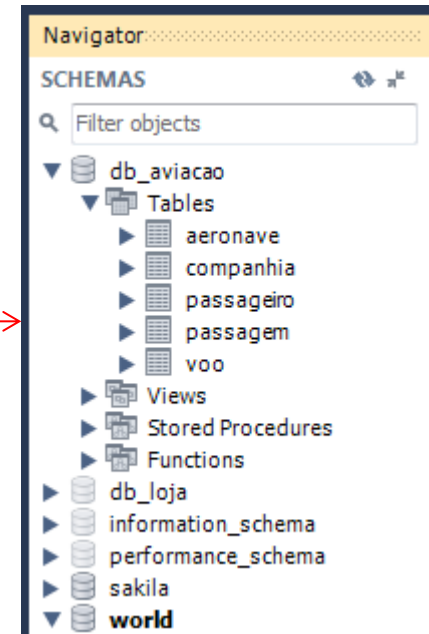 Navigator
SCHEMAS
Filter objects
db_aviacao
Tables
aeronave
companhia
passageiro
passagem
voo
Views
Stored Procedures
Functions
db_loja
information_schema
performance_schema
sakila
world